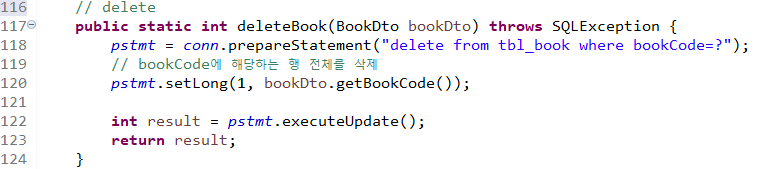 116 // delete
117 public static int deleteBook(BookDto bookDto) throws SQLException {
118 pstmt = conn.prepareStatement("delete from tbl_book where bookCode=?");
119 // bookCode에 해당하는 행 전체를 삭제
120 pstmt.setLong(1, bookDto.getBookCode());
121
122 int result = pstmt.executeUpdate();
123 return result;
124 }